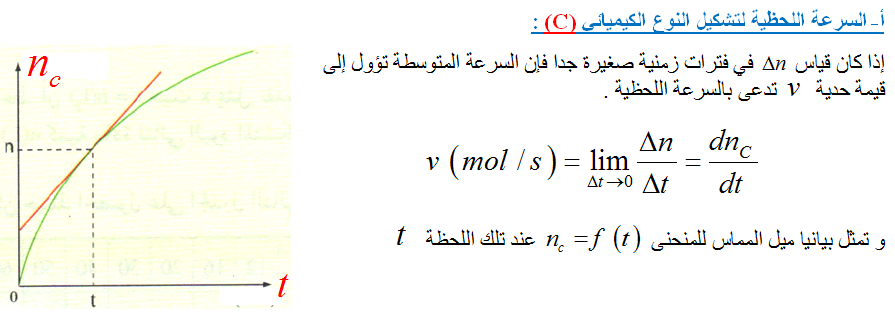 أ- السرعة اللحظية لتشكيل النوع الكيميائي (C) :
إذا كان قياس Δn في فترات زمنية صغيرة جدا فإن السرعة المتوسطة تؤول إلى
قيمة حدية v تدعى بالسرعة اللحظية .
v (mol / s) = lim Δt→0 Δn/Δt = dn_C/dt
و تمثل بيانيا ميل المماس للمنحنى n_c = f (t) عند تلك اللحظة t
n_c
n
0
t
t